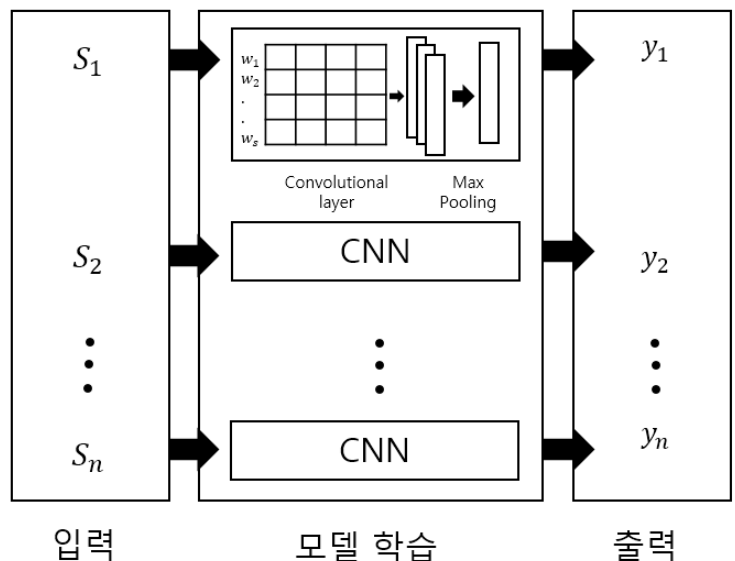 S₁
w₁
w₂
.
.
wₛ
y₁
Convolutional
layer
Max
Pooling
S₂
CNN
y₂
Sₙ
CNN
yₙ
입력
모델 학습
출력